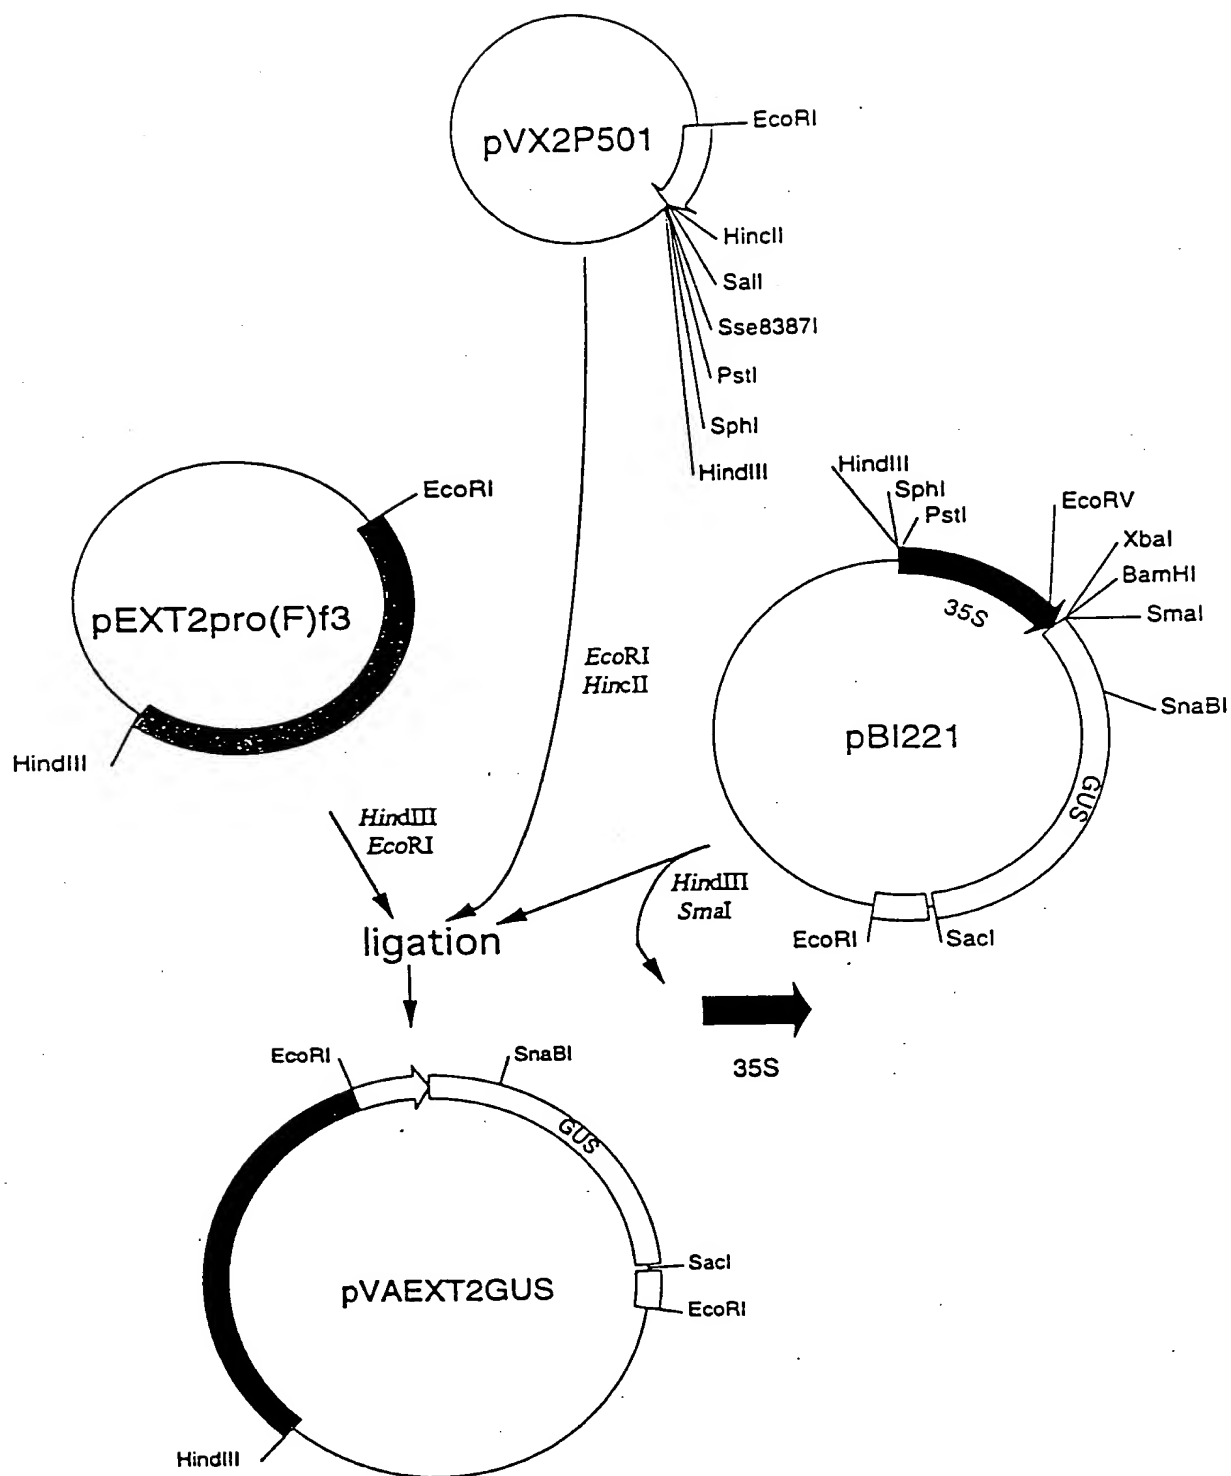 pVX2P501
EcoRI
HincII
SalI
Sse8387I
PstI
SphI
HindIII
EcoRI
pEXT2pro(F)f3
HindIII
HindIII
SphI
PstI
EcoRV
XbaI
BamHI
SmaI
35S
SnaBI
pBI221
GUS
EcoRI
SacI
EcoRI
HincII
HindIII
EcoRI
HindIII
SmaI
ligation
35S
EcoRI
SnaBI
GUS
SacI
EcoRI
pVAEXT2GUS
HindIII